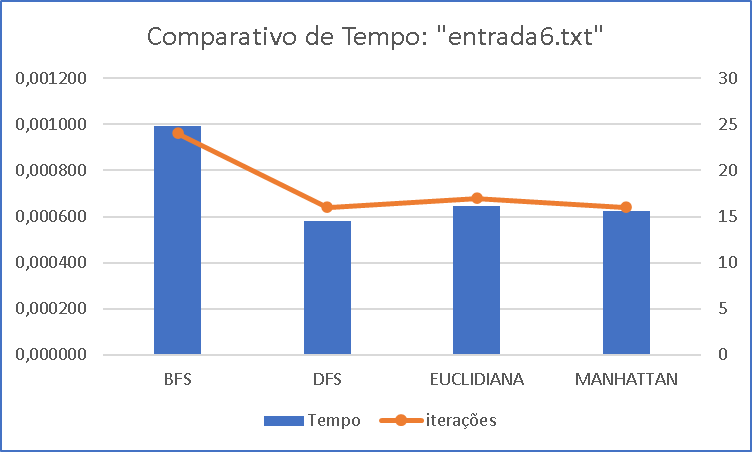 Comparativo de Tempo: "entrada6.txt"
0,001200 30
0,001000 25
0,000800 20
0,000600 15
0,000400 10
0,000200 5
0,000000 0
BFS DFS EUCLIDIANA MANHATTAN
Tempo iterações